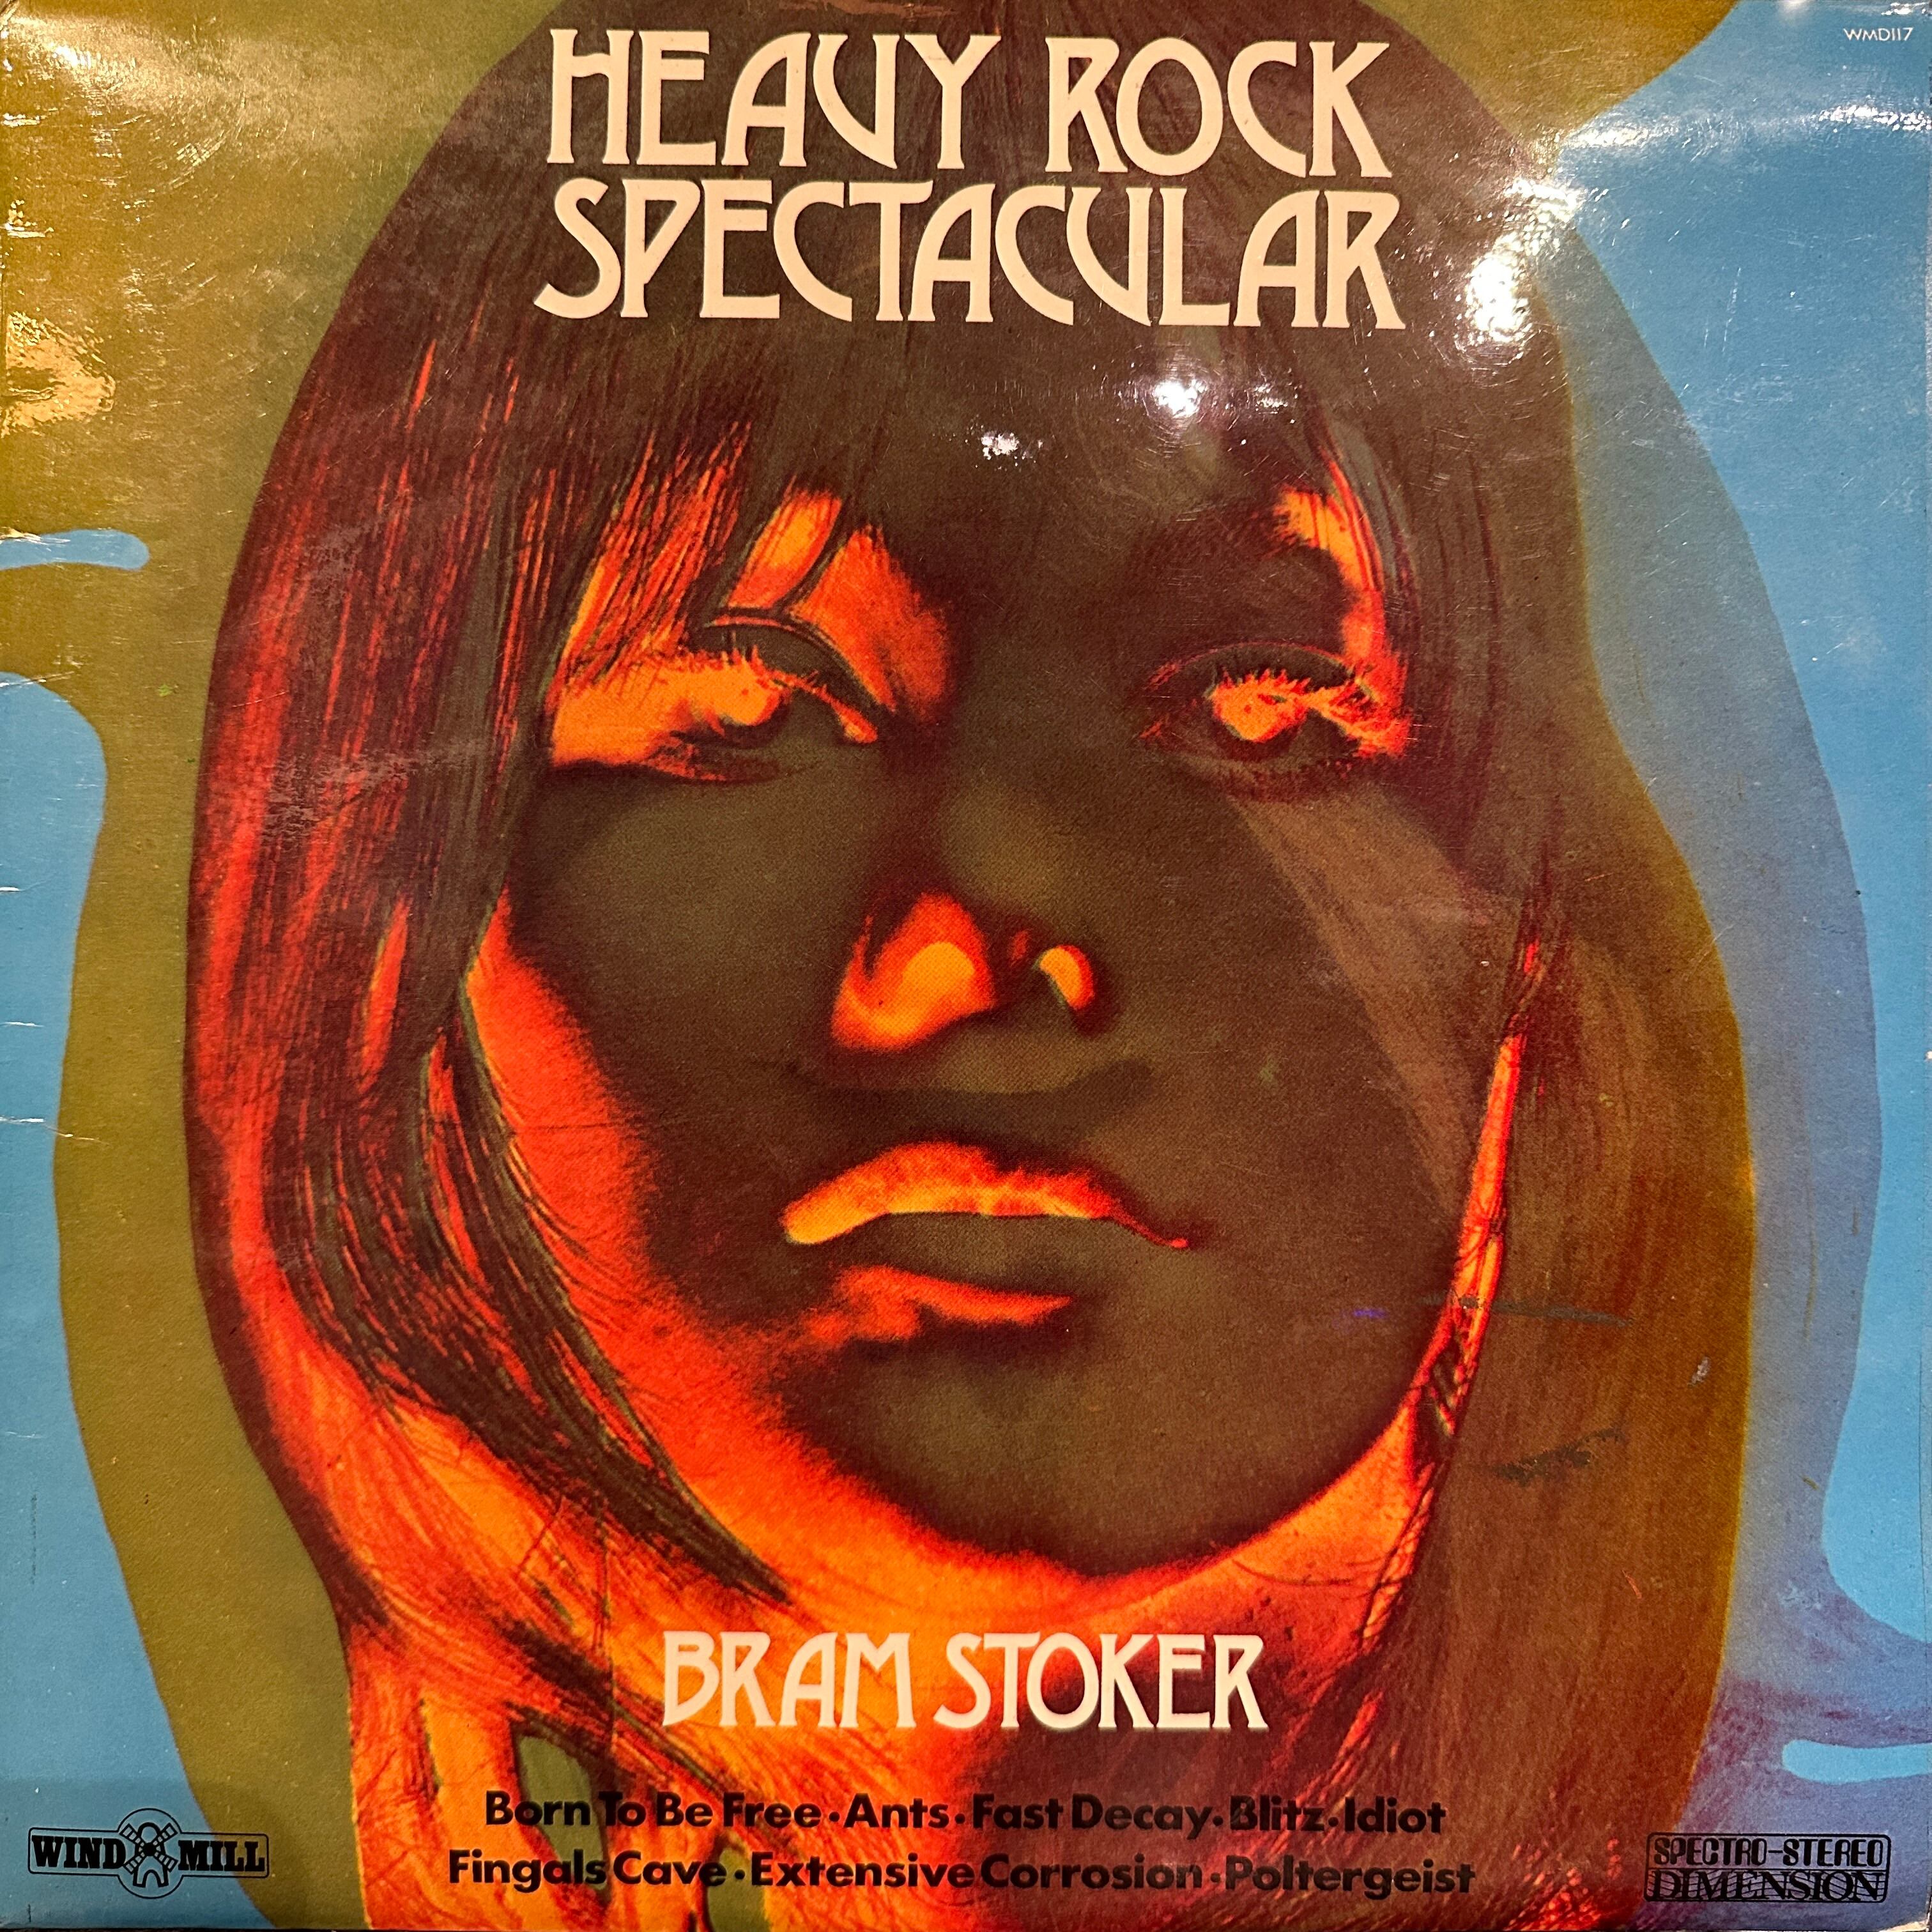 WMD117
HEAVY ROCK
SPECTACULAR
BRAM STOKER
Born To Be Free • Ants • Fast Decay • Blitz • Idiot
Fingals Cave • Extensive Corrosion • Poltergeist
WIND MILL
SPECTRO-STEREO
DIMENSION